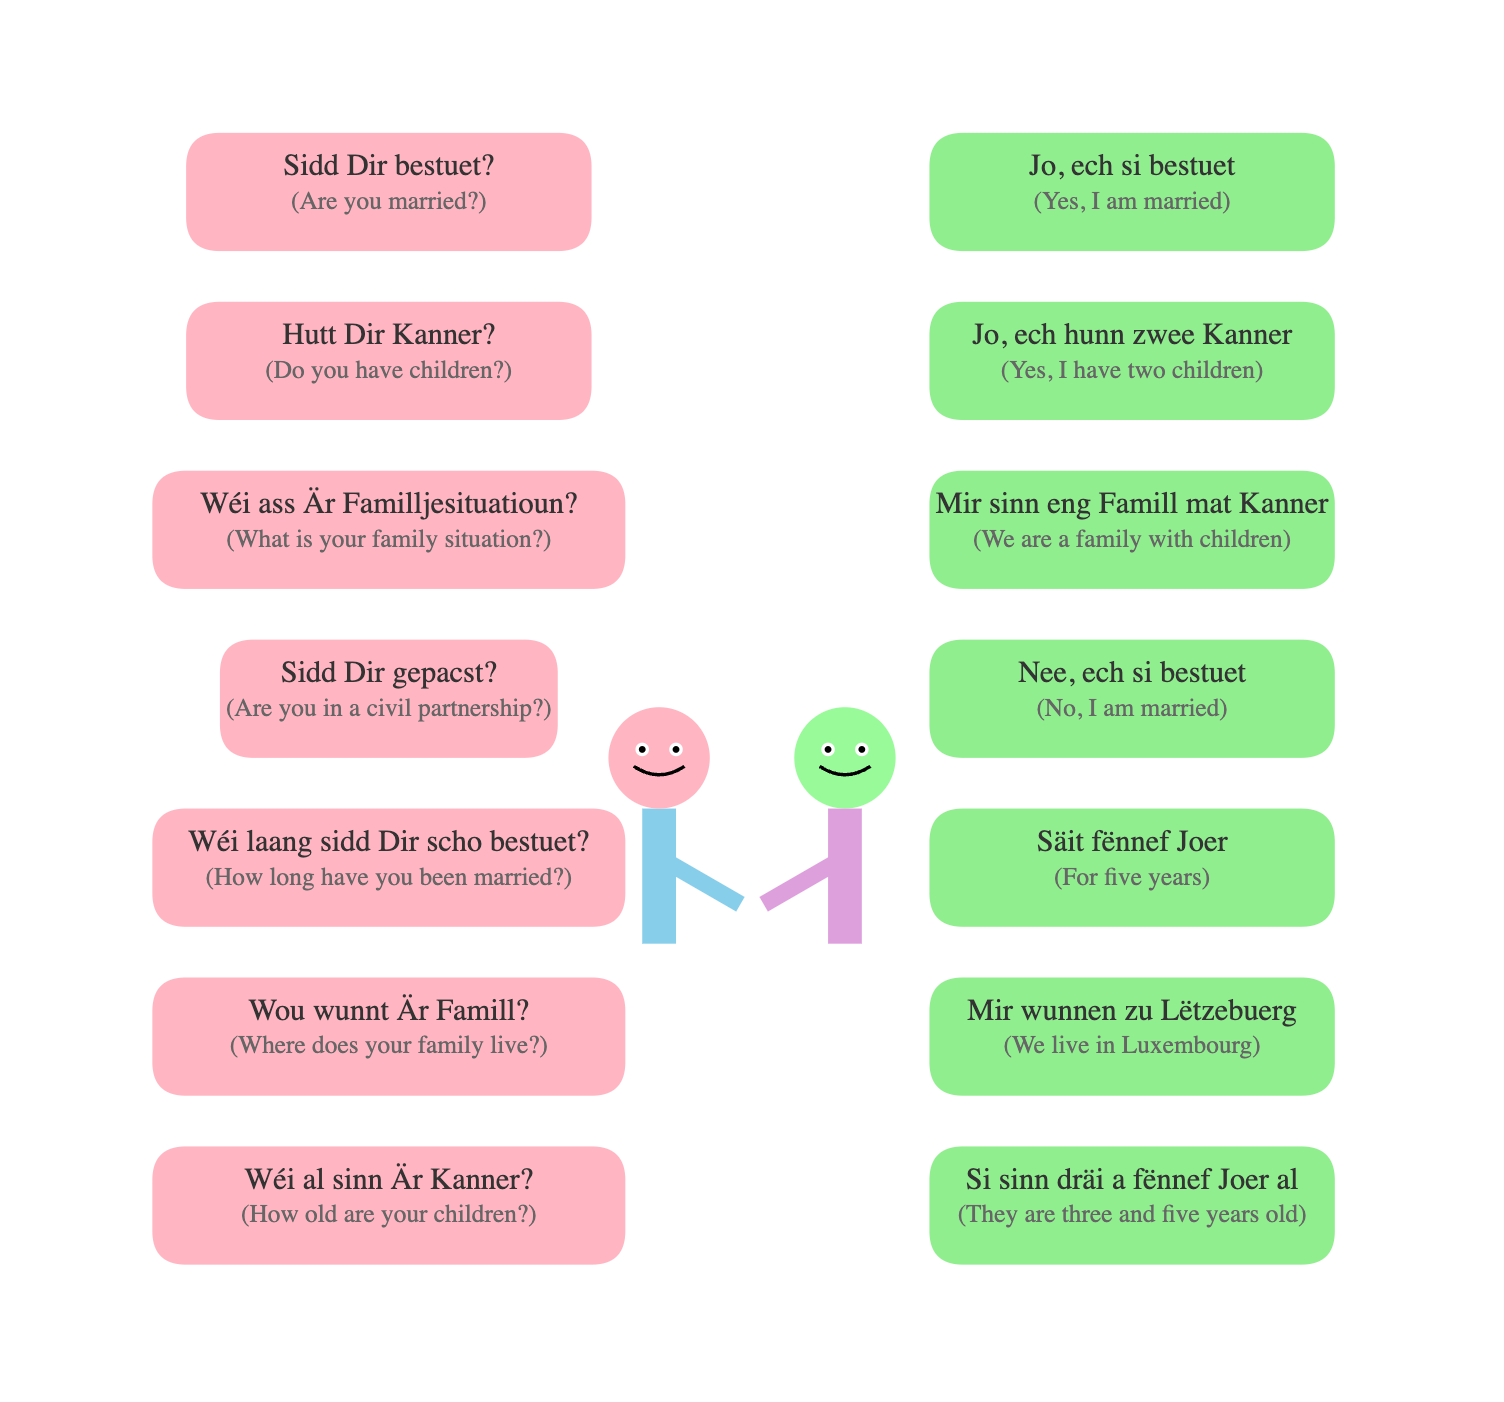 Sidd Dir bestuet?
(Are you married?)
Jo, ech si bestuet
(Yes, I am married)
Hutt Dir Kanner?
(Do you have children?)
Jo, ech hunn zwee Kanner
(Yes, I have two children)
Wéi ass Är Familljesituatioun?
(What is your family situation?)
Mir sinn eng Famill mat Kanner
(We are a family with children)
Sidd Dir gepacst?
(Are you in a civil partnership?)
Nee, ech si bestuet
(No, I am married)
Wéi laang sidd Dir scho bestuet?
(How long have you been married?)
Säit fënnef Joer
(For five years)
Wou wunnt Är Famill?
(Where does your family live?)
Mir wunnen zu Lëtzebuerg
(We live in Luxembourg)
Wéi al sinn Är Kanner?
(How old are your children?)
Si sinn dräi a fënnef Joer al
(They are three and five years old)